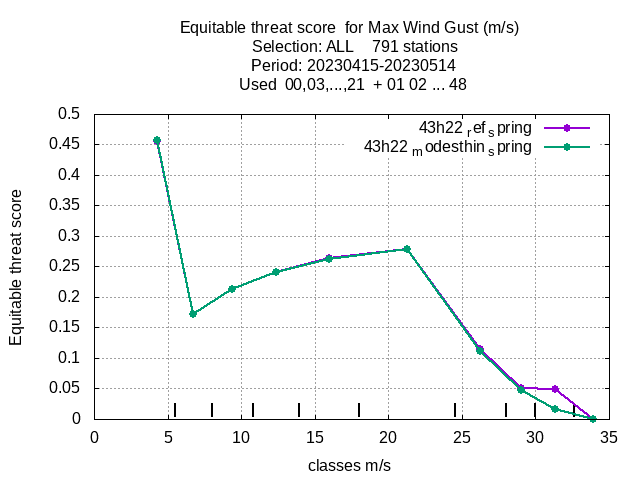 Equitable threat score  for Max Wind Gust (m/s)
Selection: ALL    791 stations
Period: 20230415-20230514
Used  00,03,...,21  + 01 02 ... 48
43h22 ref spring
43h22 modesthin spring
0.5
0.45
0.4
0.35
0.3
0.25
0.2
0.15
0.1
0.05
0
Equitable threat score
0 5 10 15 20 25 30 35
classes m/s